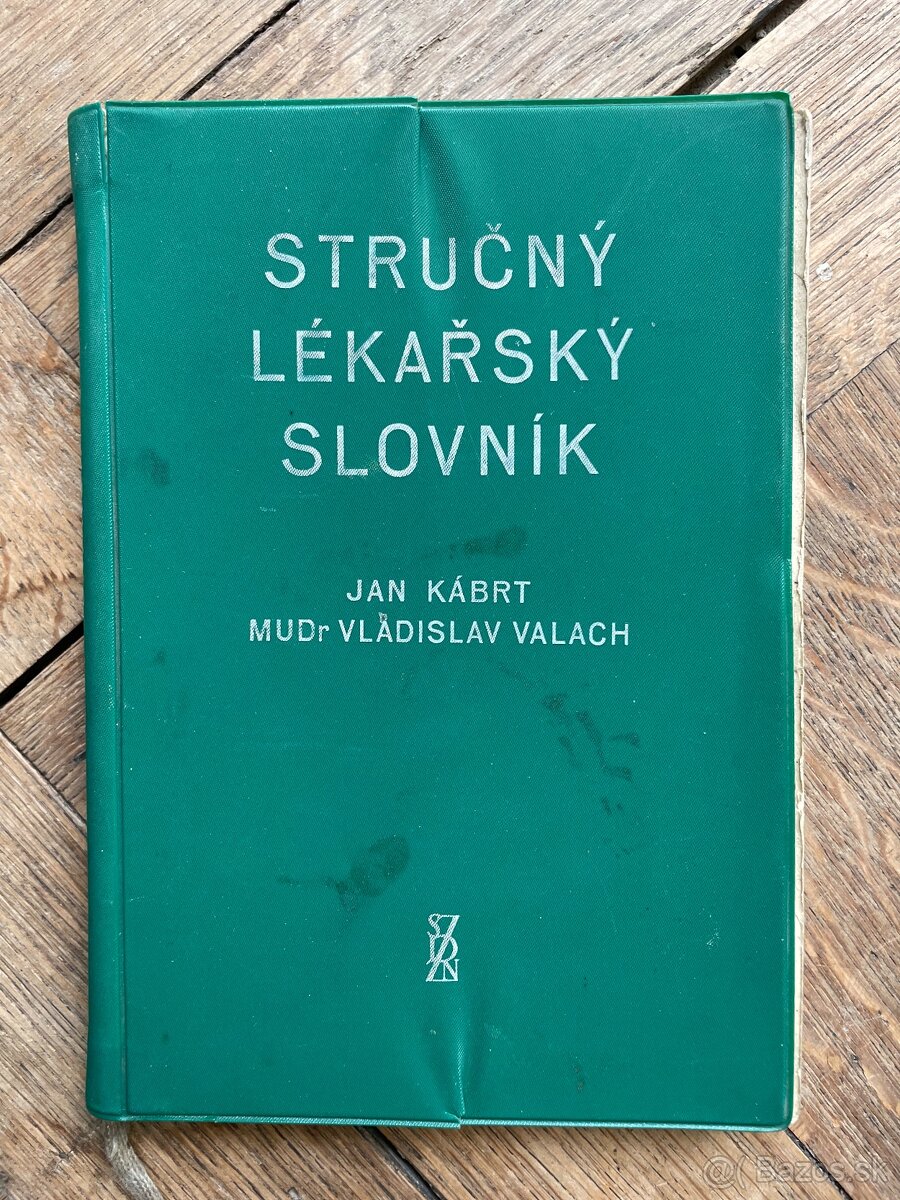 STRUČNÝ
LÉKAŘSKÝ
SLOVNÍK
JAN KÁBRT
MUDr VLADISLAV VALACH
SZDN
@ Bazos.sk